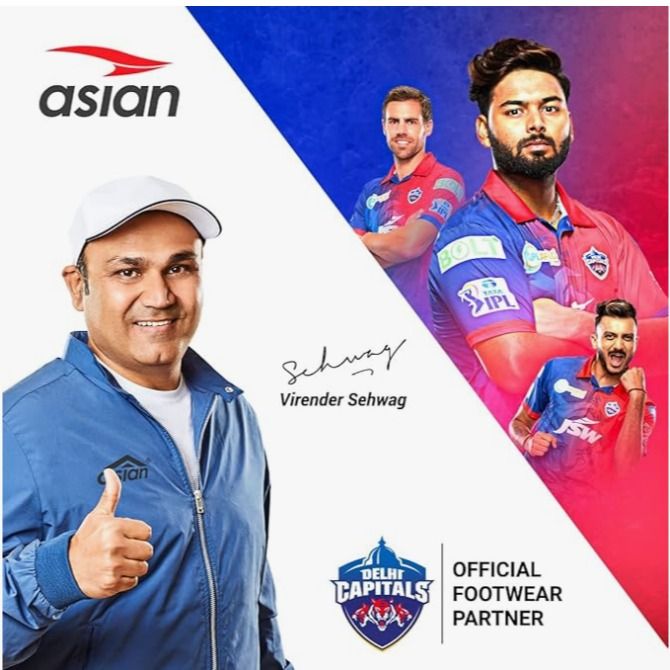 asian
BOLT
TATA
IPL
JSW
Sehwag
Virender Sehwag
asian
DELHI
CAPITALS
OFFICIAL
FOOTWEAR
PARTNER